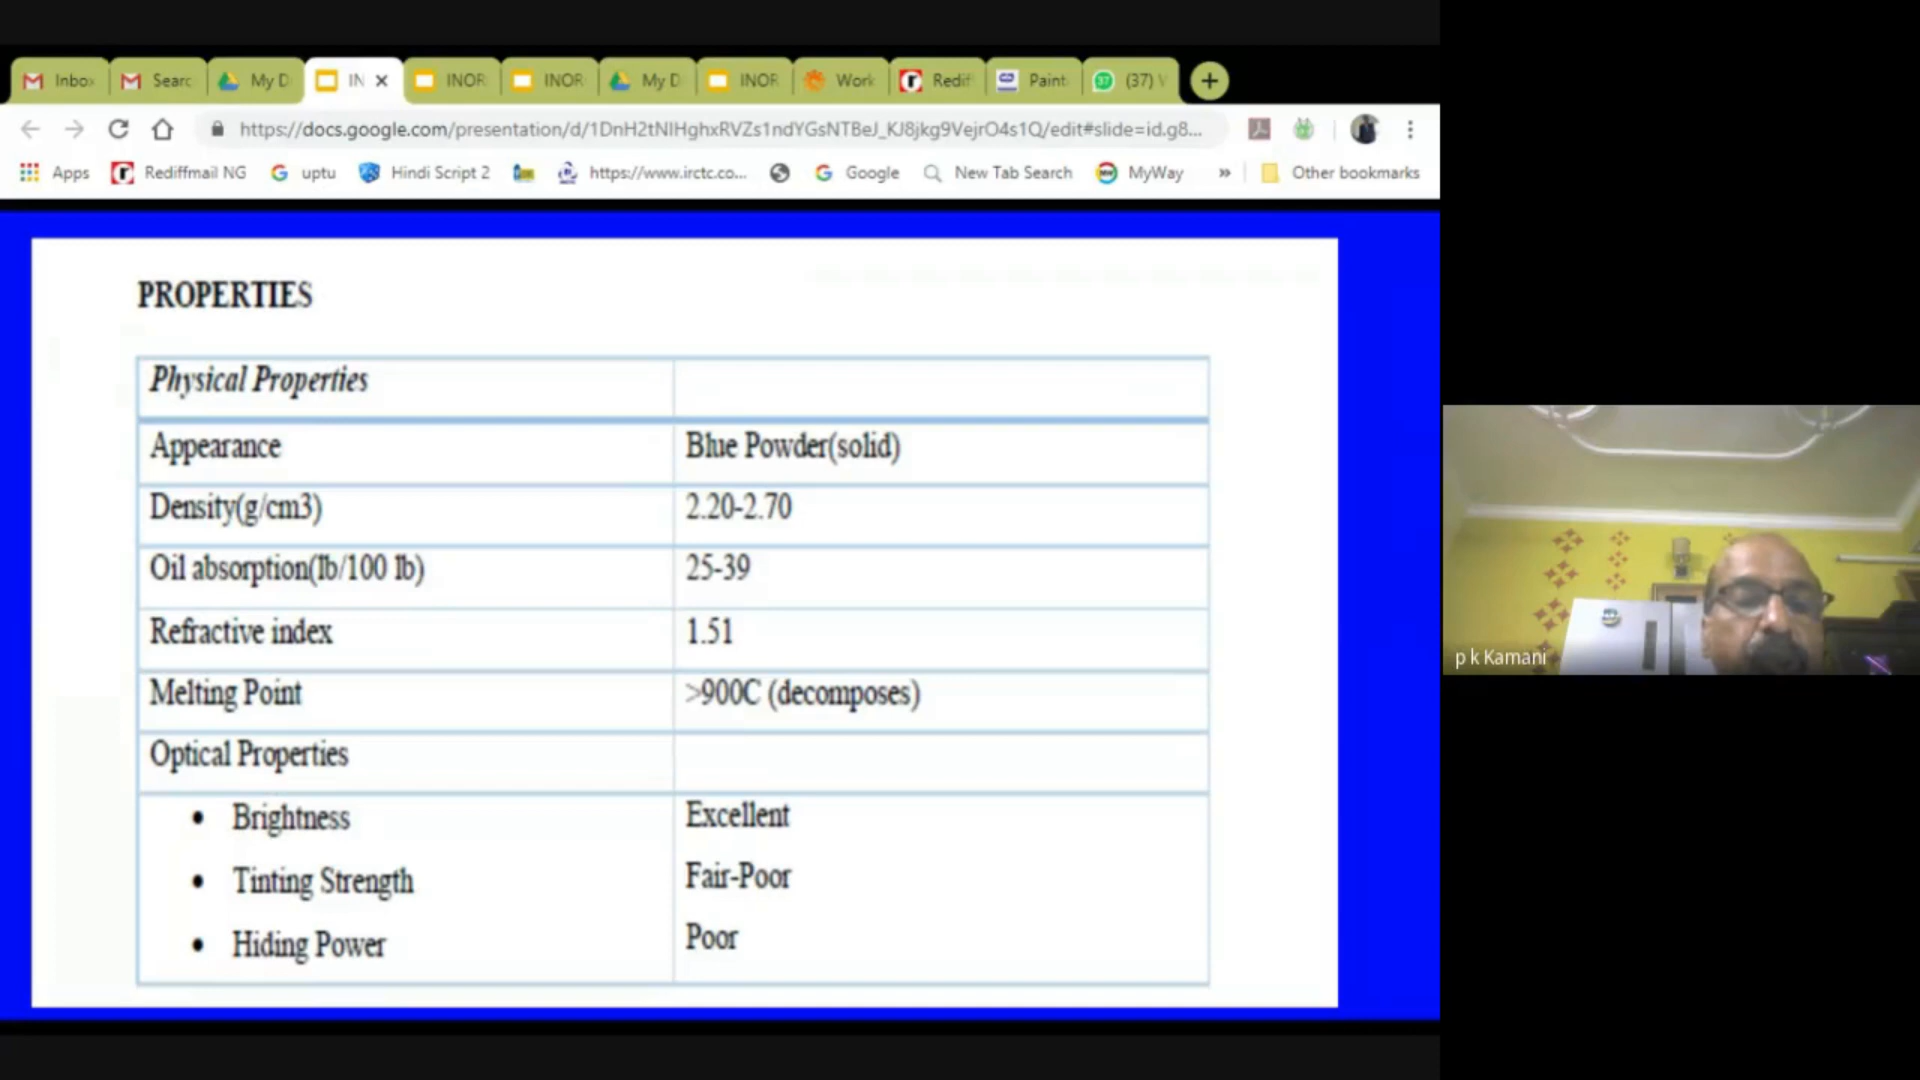 Inbo
Searc
My D
IN
INOR
INOR
My D
INOR
Work
Redif
Paint
(37)
https://docs.google.com/presentation/d/1DnH2tNlHghxRVZs1ndYGsNTBeJ_KJ8jkg9VejrO4s1Q/edit#slide=id.g8...
Apps
Rediffmail NG
uptu
Hindi Script 2
https://www.irctc.co...
Google
New Tab Search
MyWay
»
Other bookmarks
PROPERTIES
Physical Properties
Appearance Blue Powder(solid)
Density(g/cm3) 2.20-2.70
Oil absorption(lb/100 lb) 25-39
Refractive index 1.51
Melting Point >900C (decomposes)
Optical Properties
• Brightness Excellent
• Tinting Strength Fair-Poor
• Hiding Power Poor
p k Kamani